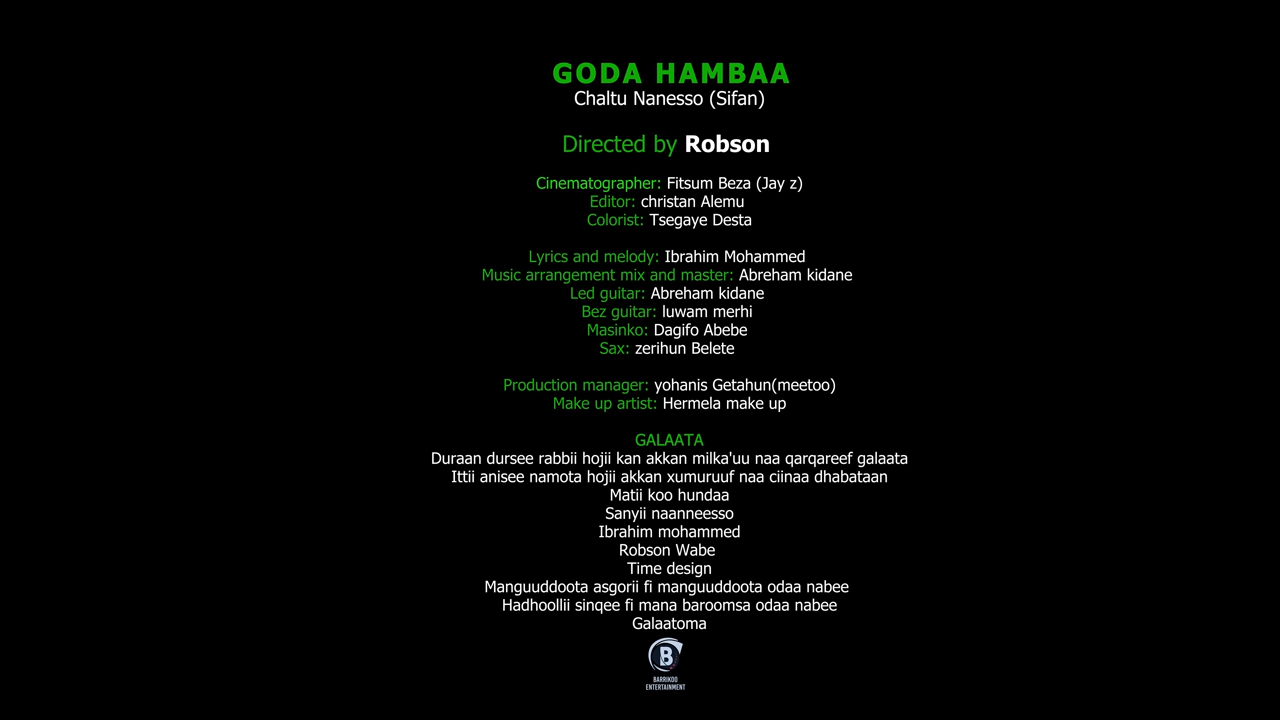 GODA HAMBAA
Chaltu Nanesso (Sifan)
Directed by Robson
Cinematographer: Fitsum Beza (Jay z)
Editor: christan Alemu
Colorist: Tsegaye Desta
Lyrics and melody: Ibrahim Mohammed
Music arrangement mix and master: Abreham kidane
Led guitar: Abreham kidane
Bez guitar: luwam merhi
Masinko: Dagifo Abebe
Sax: zerihun Belete
Production manager: yohanis Getahun(meetoo)
Make up artist: Hermela make up
GALAATA
Duraan dursee rabbii hojii kan akkan milka'uu naa qarqareef galaata
Ittii anisee namota hojii akkan xumuruuf naa ciinaa dhabataan
Matii koo hundaa
Sanyii naanneesso
Ibrahim mohammed
Robson Wabe
Time design
Manguuddoota asgorii fi manguuddoota odaa nabee
Hadhoollii sinqee fi mana baroomsa odaa nabee
Galaatoma
B
BARRIKOO
ENTERTAINMENT